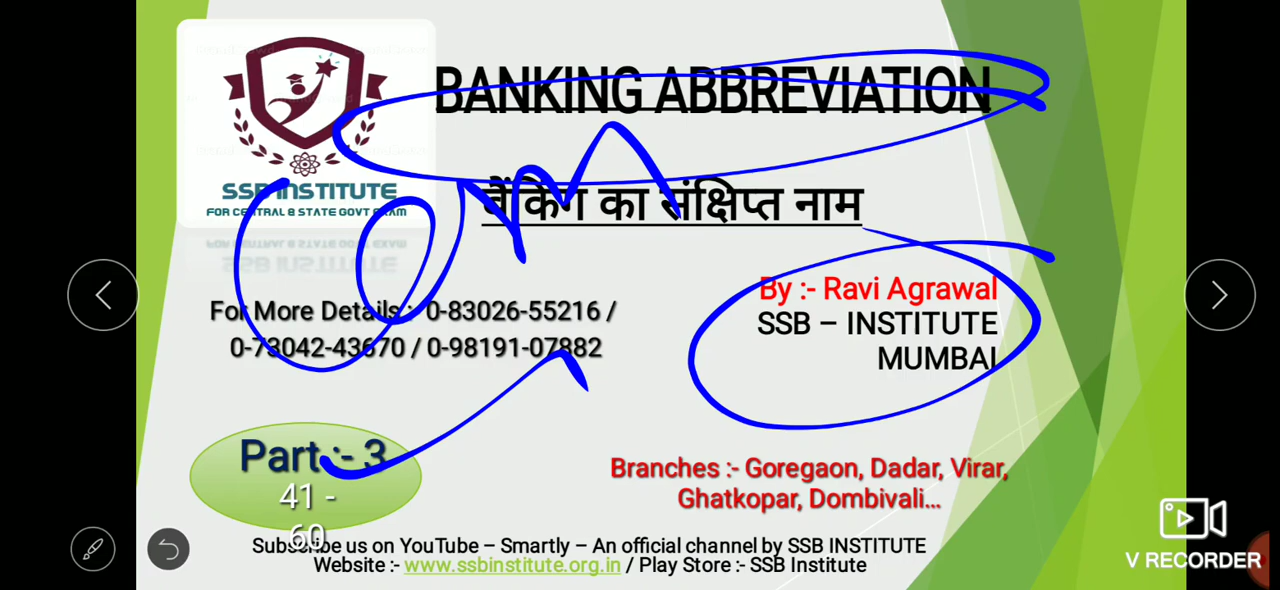 BANKING ABBREVIATION
SSB INSTITUTE
FOR CENTRAL & STATE GOVT EXAM
बैंकिग का संक्षिप्त नाम
For More Details :- 0-83026-55216 /
0-73042-43670 / 0-98191-07882
By :- Ravi Agrawal
SSB – INSTITUTE
MUMBAI
Part :- 3
41 -
60
Branches :- Goregaon, Dadar, Virar,
Ghatkopar, Dombivali...
Subscribe us on YouTube – Smartly – An official channel by SSB INSTITUTE
Website :- www.ssbinstitute.org.in / Play Store :- SSB Institute
V RECORDER